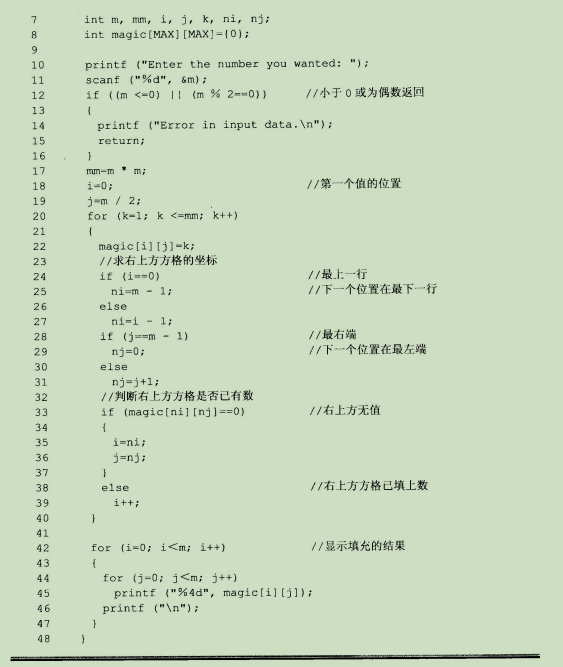 7 int m, mm, i, j, k, ni, nj;
8 int magic[MAX][MAX]={0};
9
10 printf ("Enter the number you wanted: ");
11 scanf ("%d", &m);
12 if ((m <=0) || (m % 2==0)) //小于 0 或为偶数返回
13 {
14 printf ("Error in input data.\n");
15 return;
16 }
17 mm=m * m;
18 i=0; //第一个值的位置
19 j=m / 2;
20 for (k=1; k <=mm; k++)
21 {
22 magic[i][j]=k;
23 //求右上方方格的坐标
24 if (i==0) //最上一行
25 ni=m - 1; //下一个位置在最下一行
26 else
27 ni=i - 1;
28 if (j==m - 1) //最右端
29 nj=0; //下一个位置在最左端
30 else
31 nj=j+1;
32 //判断右上方方格是否已有数
33 if (magic[ni][nj]==0) //右上方无值
34 {
35 i=ni;
36 j=nj;
37 }
38 else //右上方方格已填上数
39 i++;
40 }
41
42 for (i=0; i<m; i++) //显示填充的结果
43 {
44 for (j=0; j<m; j++)
45 printf ("%4d", magic[i][j]);
46 printf ("\n");
47 }
48 }